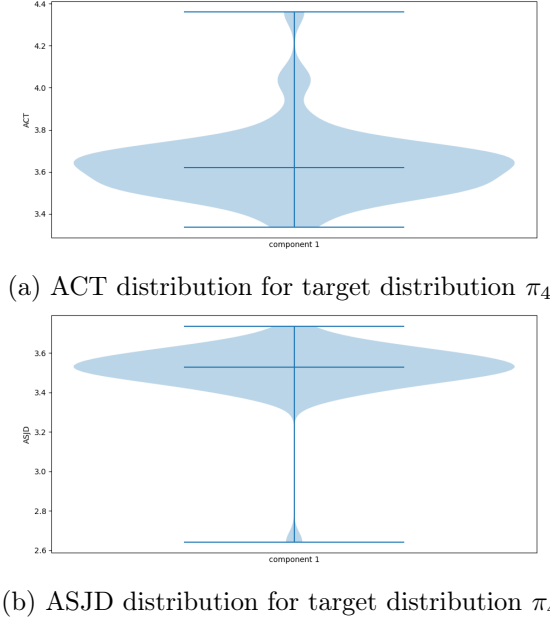 4.4
4.2
4.0
3.8
3.6
3.4
ACT
component 1
(a) ACT distribution for target distribution π4
3.6
3.4
3.2
3.0
2.8
2.6
ASJD
component 1
(b) ASJD distribution for target distribution π4